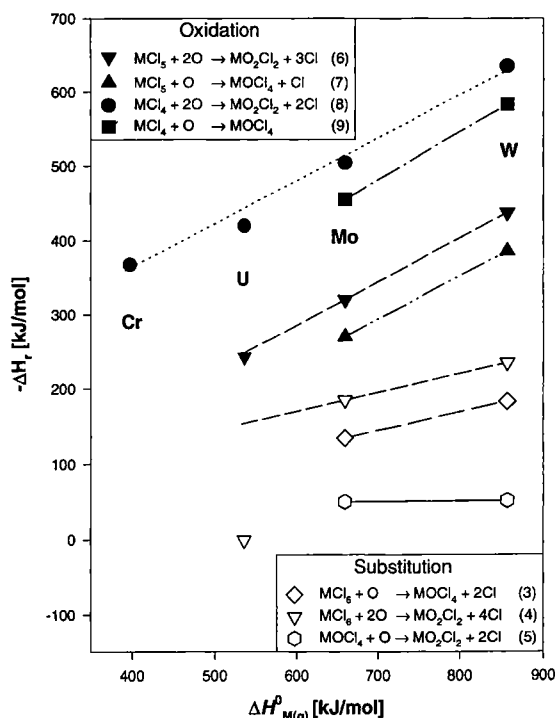 700
600
500
400
300
200
100
0
-100
-ΔHr [kJ/mol]
Oxidation
MCl5 + 2O → MO2Cl2 + 3Cl (6)
MCl5 + O → MOCl4 + Cl (7)
MCl4 + 2O → MO2Cl2 + 2Cl (8)
MCl4 + O → MOCl4 (9)
W
Mo
U
Cr
Substitution
MCl6 + O → MOCl4 + 2Cl (3)
MCl6 + 2O → MO2Cl2 + 4Cl (4)
MOCl4 + O → MO2Cl2 + 2Cl (5)
400 500 600 700 800 900
ΔH⁰M(g) [kJ/mol]